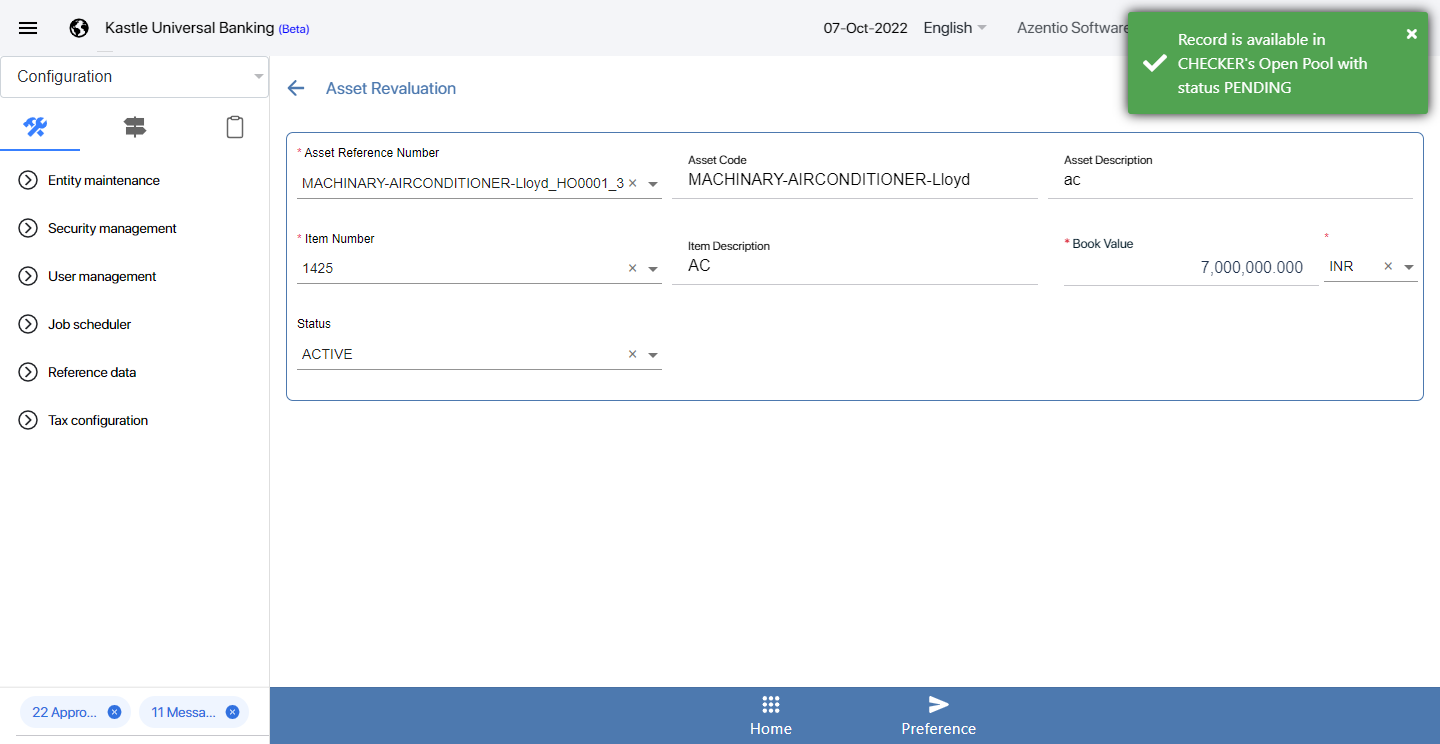 Kastle Universal Banking (Beta)
07-Oct-2022
English
Azentio Software
Record is available in
CHECKER's Open Pool with
status PENDING
Configuration
Asset Revaluation
Entity maintenance
Security management
User management
Job scheduler
Reference data
Tax configuration
* Asset Reference Number
MACHINARY-AIRCONDITIONER-Lloyd_HO0001_3
Asset Code
MACHINARY-AIRCONDITIONER-Lloyd
Asset Description
ac
* Item Number
1425
Item Description
AC
* Book Value
7,000,000.000
*
INR
Status
ACTIVE
22 Appro...
11 Messa...
Home
Preference